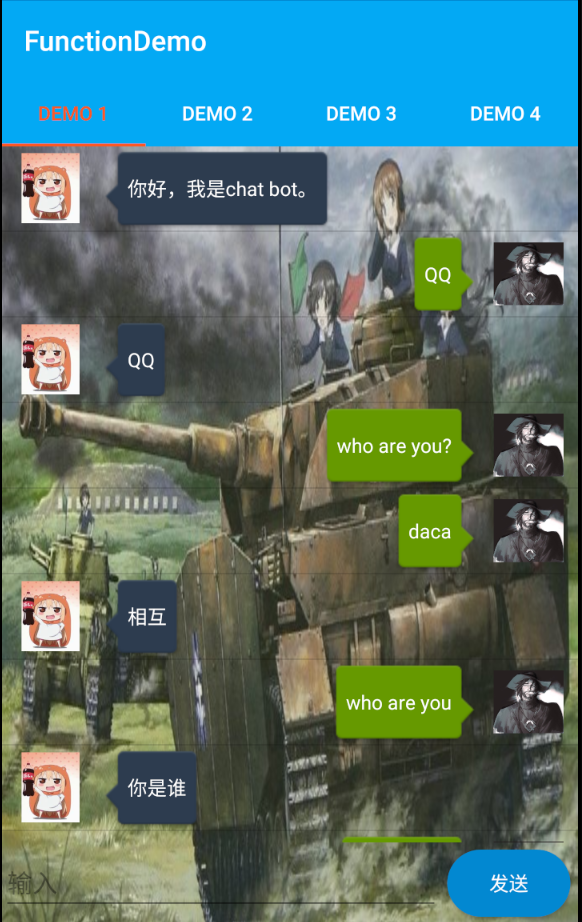 FunctionDemo
DEMO 1 DEMO 2 DEMO 3 DEMO 4
你好，我是chat bot。
QQ
QQ
who are you?
daca
相互
who are you
你是谁
输入
发送